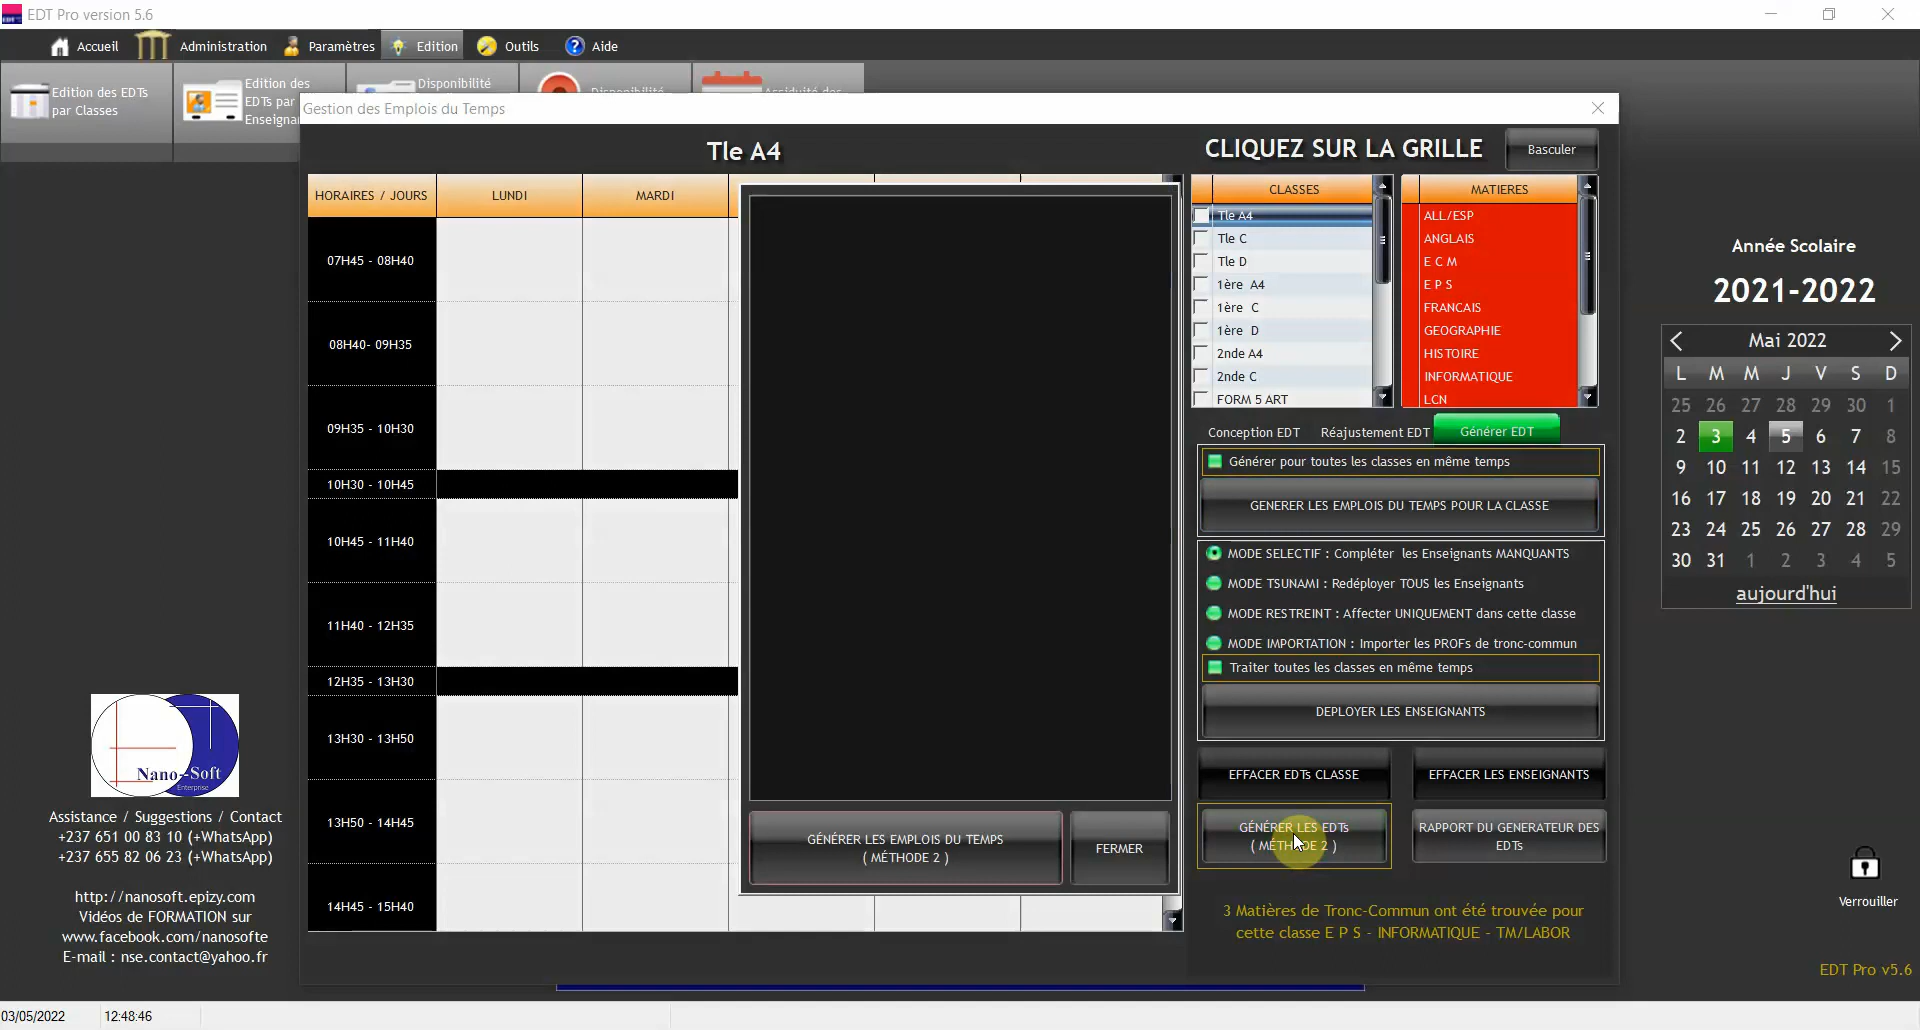 EDT Pro version 5.6
Accueil
Administration
Paramètres
Edition
Outils
Aide
Edition des EDTs
par Classes
Edition des
EDTs par
Disponibilité
Gestion des Emplois du Temps
Tle A4
CLIQUEZ SUR LA GRILLE
Basculer
HORAIRES / JOURS
LUNDI
MARDI
07H45 - 08H40
08H40- 09H35
09H35 - 10H30
10H30 - 10H45
10H45 - 11H40
11H40 - 12H35
12H35 - 13H30
13H30 - 13H50
13H50 - 14H45
14H45 - 15H40
GÉNÉRER LES EMPLOIS DU TEMPS
( MÉTHODE 2 )
FERMER
CLASSES
Tle A4
Tle C
Tle D
1ère A4
1ère C
1ère D
2nde A4
2nde C
FORM 5 ART
MATIERES
ALL/ESP
ANGLAIS
E C M
E P S
FRANCAIS
GEOGRAPHIE
HISTOIRE
INFORMATIQUE
LCN
Conception EDT
Réajustement EDT
Générer EDT
Générer pour toutes les classes en même temps
GENERER LES EMPLOIS DU TEMPS POUR LA CLASSE
MODE SELECTIF : Compléter les Enseignants MANQUANTS
MODE TSUNAMI : Redéployer TOUS les Enseignants
MODE RESTREINT : Affecter UNIQUEMENT dans cette classe
MODE IMPORTATION : Importer les PROFs de tronc-commun
Traiter toutes les classes en même temps
DEPLOYER LES ENSEIGNANTS
EFFACER EDTs CLASSE
EFFACER LES ENSEIGNANTS
GÉNÉRER LES EDTs
( MÉTHODE 2 )
RAPPORT DU GENERATEUR DES
EDTs
3 Matières de Tronc-Commun ont été trouvée pour
cette classe E P S - INFORMATIQUE - TM/LABOR
Année Scolaire
2021-2022
Mai 2022
L M M J V S D
25 26 27 28 29 30 1
2 3 4 5 6 7 8
9 10 11 12 13 14 15
16 17 18 19 20 21 22
23 24 25 26 27 28 29
30 31 1 2 3 4 5
aujourd'hui
Verrouiller
EDT Pro v5.6
Nano-Soft
Enterprise
Assistance / Suggestions / Contact
+237 651 00 83 10 (+WhatsApp)
+237 655 82 06 23 (+WhatsApp)
http://nanosoft.epizy.com
Vidéos de FORMATION sur
www.facebook.com/nanosofte
E-mail : nse.contact@yahoo.fr
03/05/2022
12:48:46